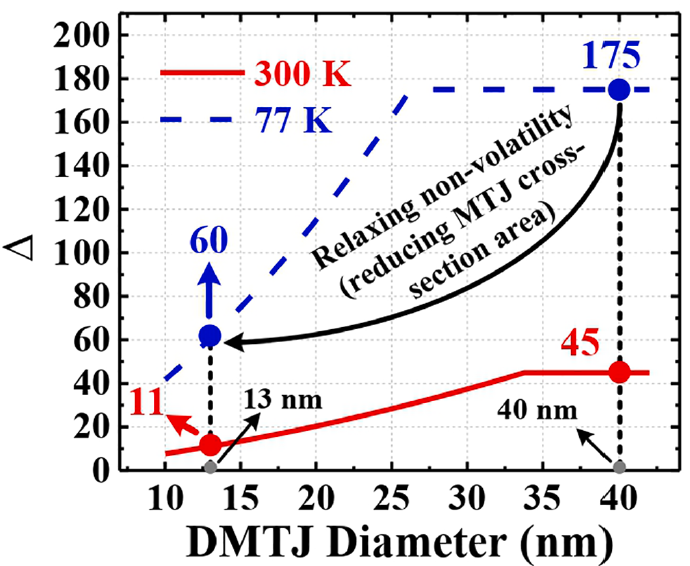 200
180
160
140
120
100
80
60
40
20
0
Δ
300 K
77 K
175
Relaxing non-volatility
(reducing MTJ cross-
section area)
60
45
11
13 nm
40 nm
10 15 20 25 30 35 40
DMTJ Diameter (nm)